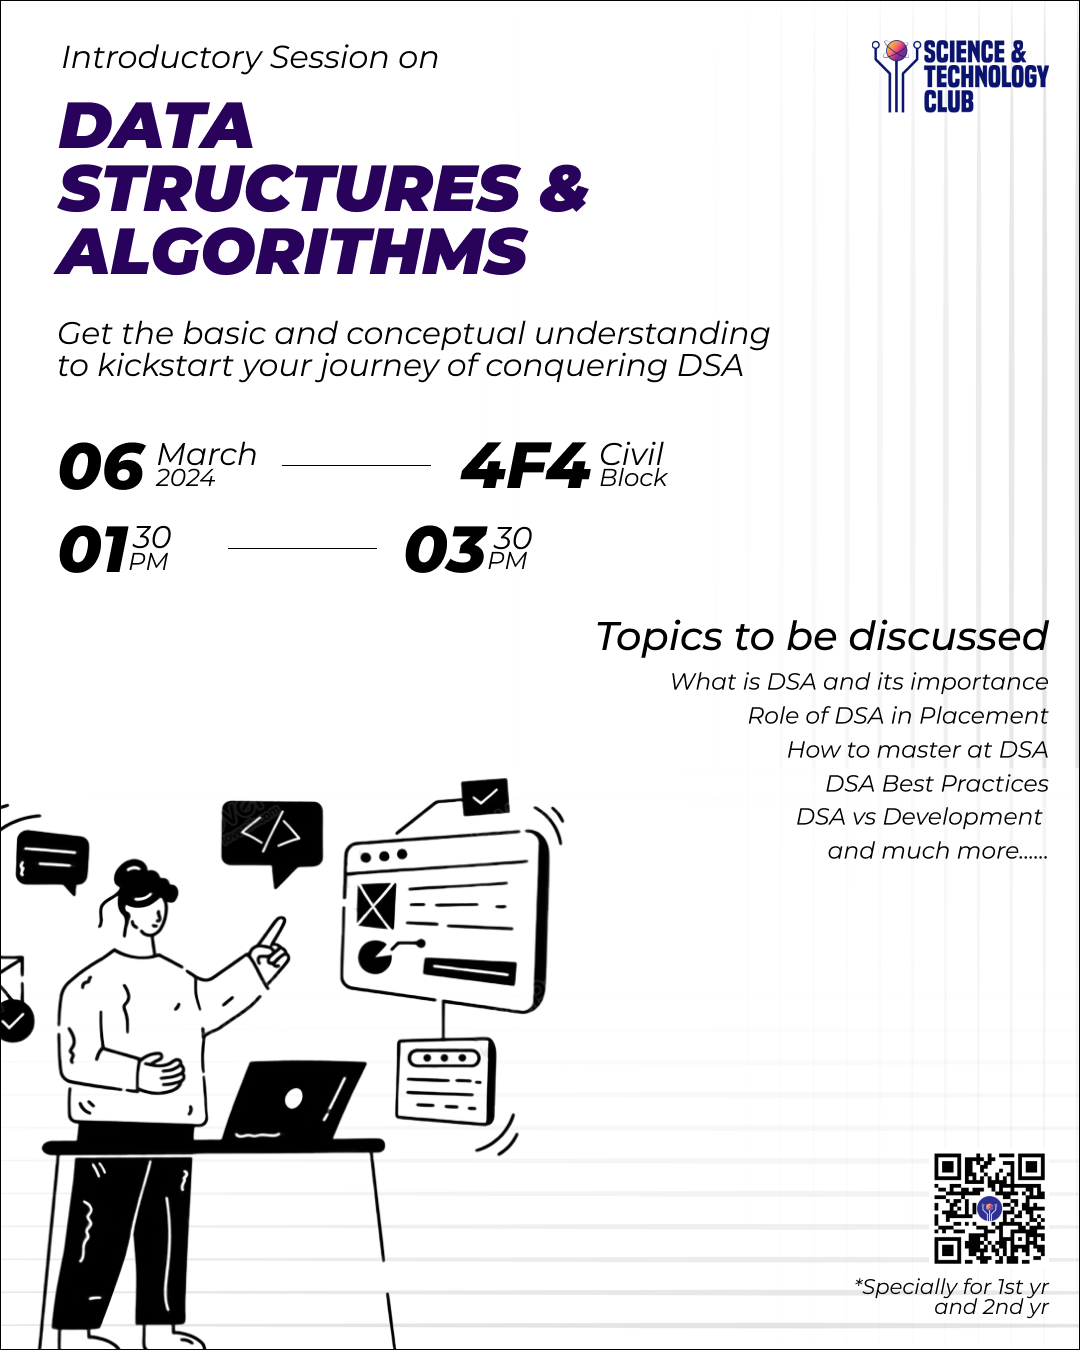 Introductory Session on
SCIENCE &
TECHNOLOGY
CLUB
DATA
STRUCTURES &
ALGORITHMS
Get the basic and conceptual understanding
to kickstart your journey of conquering DSA
06 March 2024
4F4 Civil Block
01 30 PM
03 30 PM
Topics to be discussed
What is DSA and its importance
Role of DSA in Placement
How to master at DSA
DSA Best Practices
DSA vs Development
and much more......
</>
*Specially for 1st yr
and 2nd yr